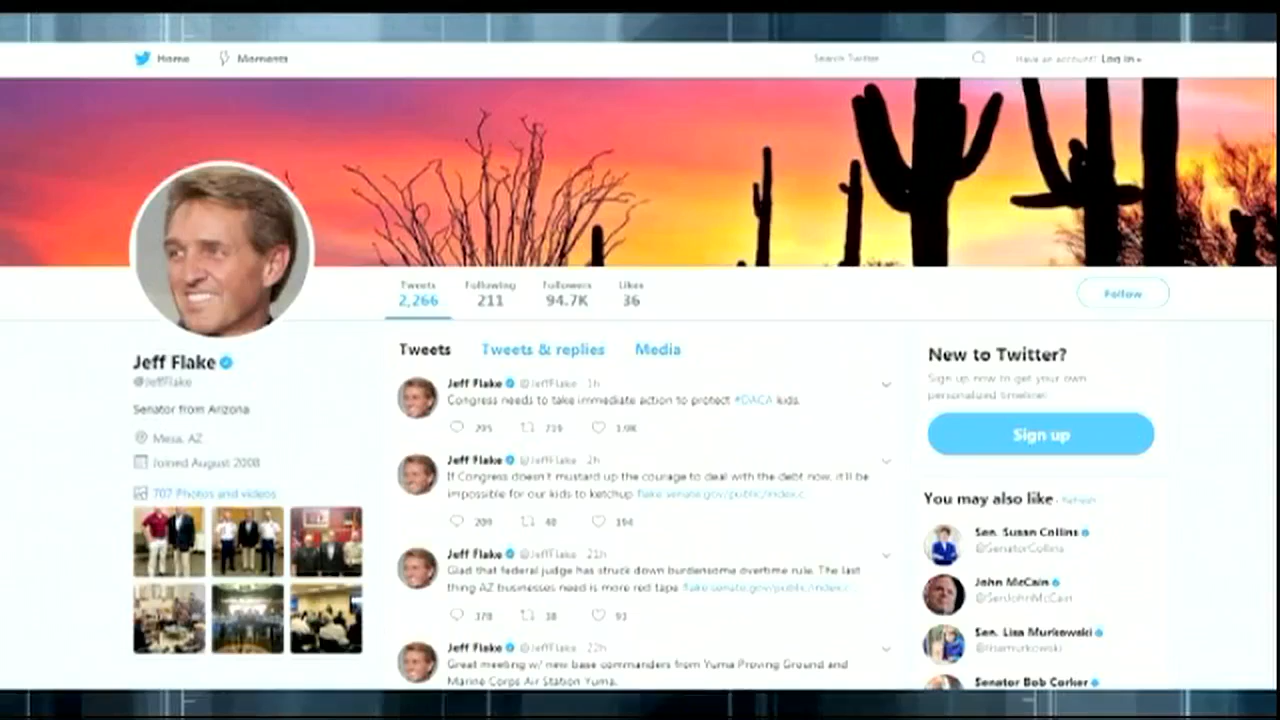 Home
Moments
Search Twitter
Have an account? Log in
Tweets
2,266
Following
211
Followers
94.7K
Likes
36
Follow
Jeff Flake
@JeffFlake
Senator from Arizona
Mesa, AZ
Joined August 2008
707 Photos and videos
Tweets
Tweets & replies
Media
Jeff Flake @JeffFlake · 1h
Congress needs to take immediate action to protect #DACA kids.
295 719 1.9K
Jeff Flake @JeffFlake · 2h
If Congress doesn't mustard up the courage to deal with the debt now, it'll be
impossible for our kids to ketchup flake.senate.gov/public/index.c...
209 40 194
Jeff Flake @JeffFlake · 21h
Glad that federal judge has struck down burdensome overtime rule. The last
thing AZ businesses need is more red tape flake.senate.gov/public/index.c...
378 38 93
Jeff Flake @JeffFlake · 22h
Great meeting w/ new base commanders from Yuma Proving Ground and
Marine Corps Air Station Yuma.
New to Twitter?
Sign up now to get your own
personalized timeline!
Sign up
You may also like · Refresh
Sen. Susan Collins
@SenatorCollins
John McCain
@SenJohnMcCain
Sen. Lisa Murkowski
@lisamurkowski
Senator Bob Corker